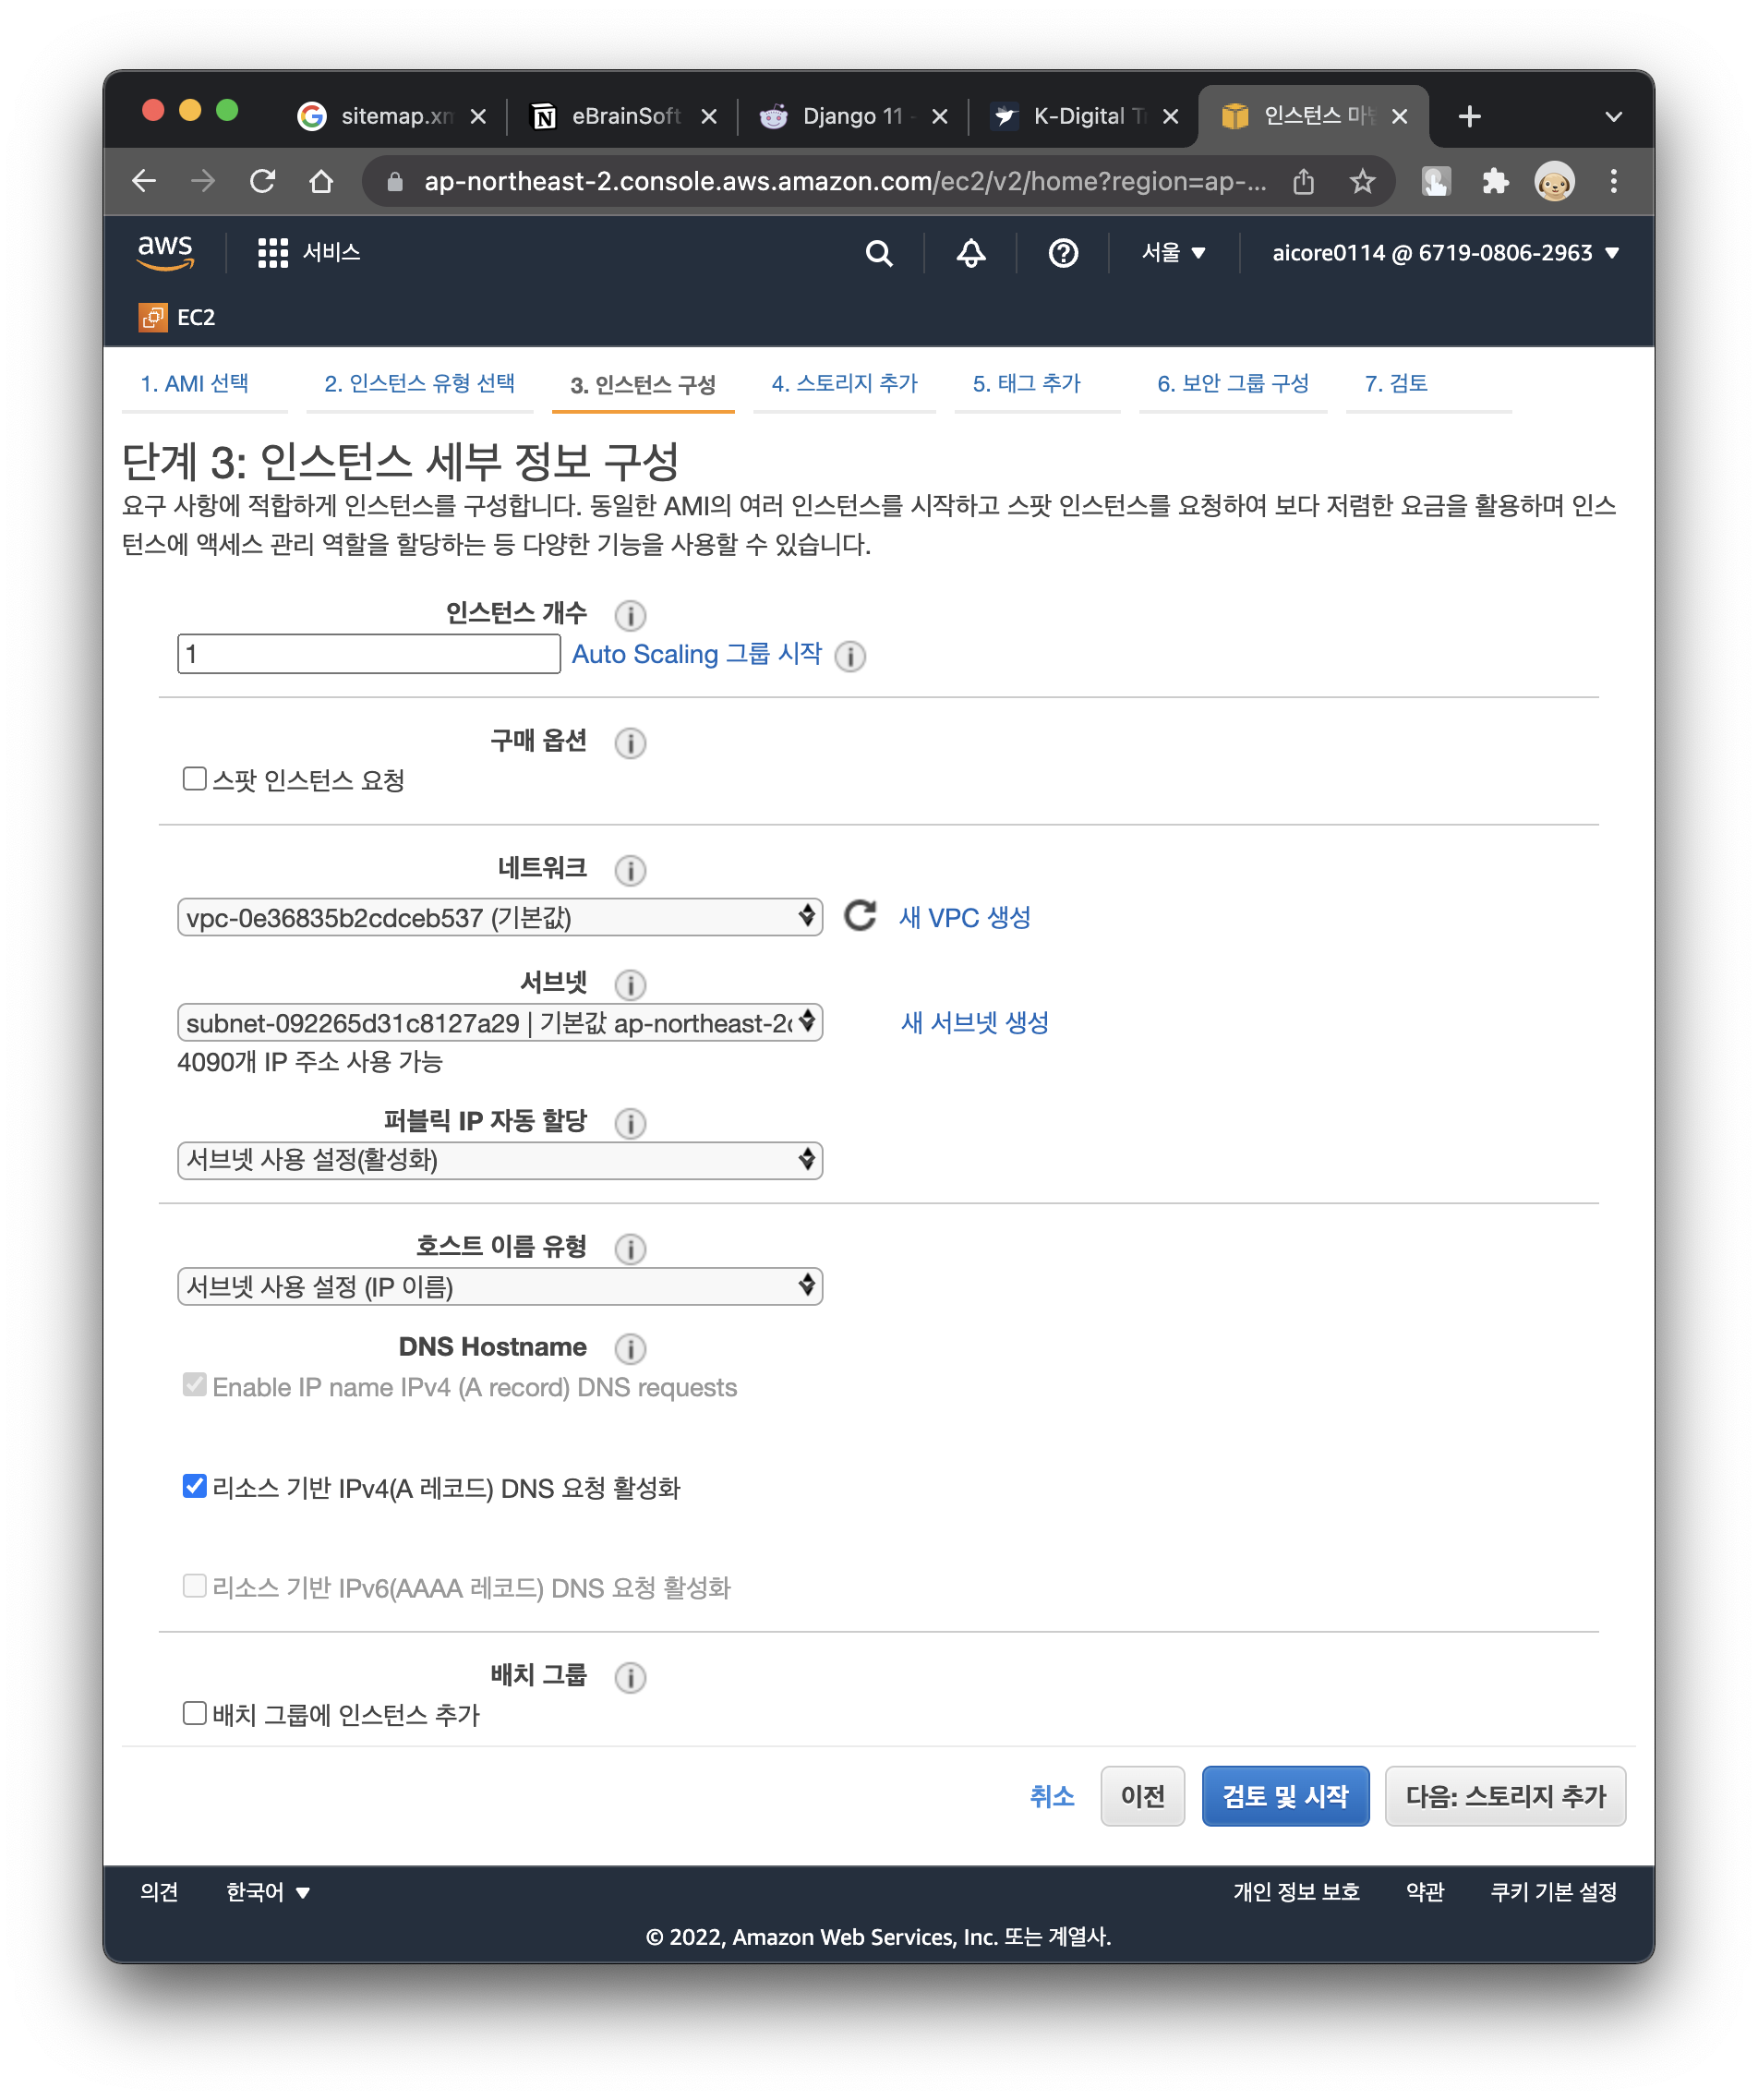 sitemap.xm
eBrainSoft
Django 11 -
K-Digital T
인스턴스 마
ap-northeast-2.console.aws.amazon.com/ec2/v2/home?region=ap-...
aws
서비스
서울
aicore0114 @ 6719-0806-2963
EC2
1. AMI 선택
2. 인스턴스 유형 선택
3. 인스턴스 구성
4. 스토리지 추가
5. 태그 추가
6. 보안 그룹 구성
7. 검토
단계 3: 인스턴스 세부 정보 구성
요구 사항에 적합하게 인스턴스를 구성합니다. 동일한 AMI의 여러 인스턴스를 시작하고 스팟 인스턴스를 요청하여 보다 저렴한 요금을 활용하며 인스
턴스에 액세스 관리 역할을 할당하는 등 다양한 기능을 사용할 수 있습니다.
인스턴스 개수
1
Auto Scaling 그룹 시작
구매 옵션
스팟 인스턴스 요청
네트워크
vpc-0e36835b2cdceb537 (기본값)
새 VPC 생성
서브넷
subnet-092265d31c8127a29 | 기본값 ap-northeast-2c
새 서브넷 생성
4090개 IP 주소 사용 가능
퍼블릭 IP 자동 할당
서브넷 사용 설정(활성화)
호스트 이름 유형
서브넷 사용 설정 (IP 이름)
DNS Hostname
Enable IP name IPv4 (A record) DNS requests
리소스 기반 IPv4(A 레코드) DNS 요청 활성화
리소스 기반 IPv6(AAAA 레코드) DNS 요청 활성화
배치 그룹
배치 그룹에 인스턴스 추가
취소
이전
검토 및 시작
다음: 스토리지 추가
의견
한국어
개인 정보 보호
약관
쿠키 기본 설정
© 2022, Amazon Web Services, Inc. 또는 계열사.